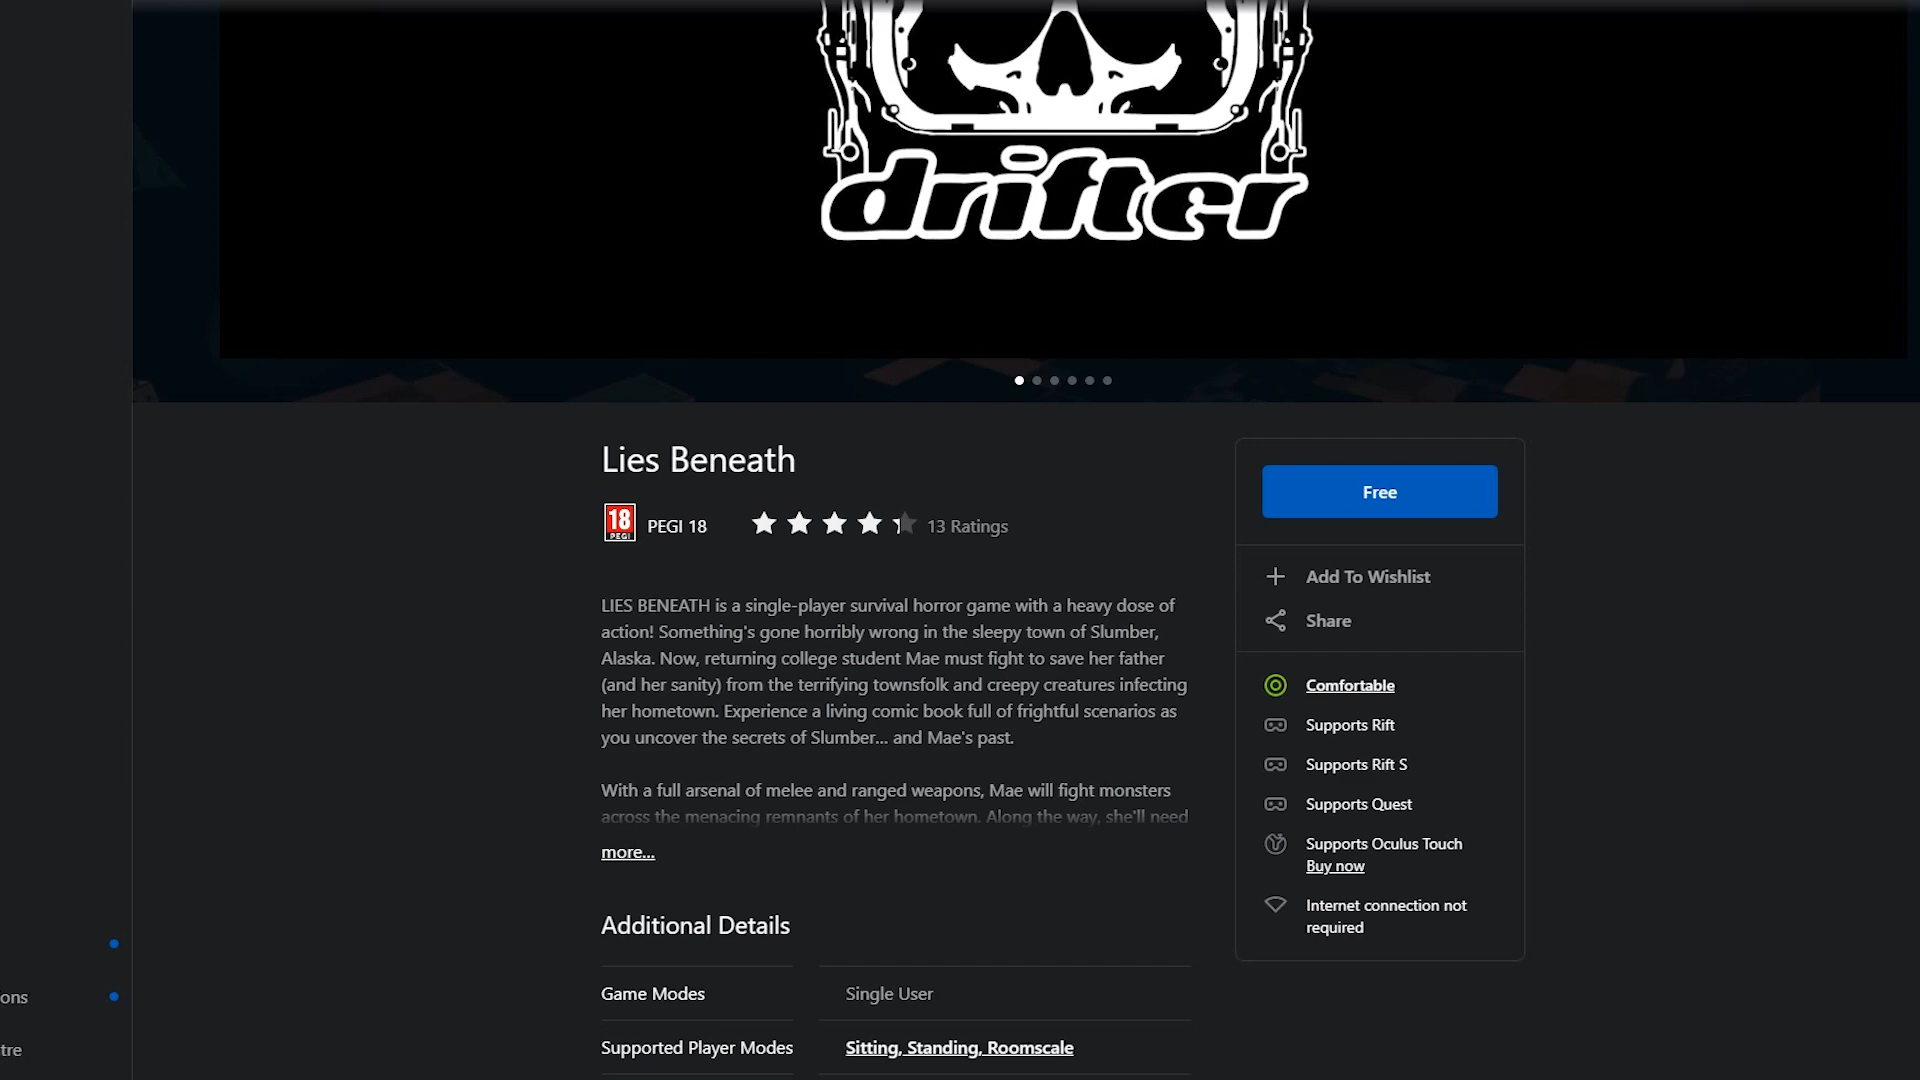 drifter
Lies Beneath
18
PEGI
PEGI 18
13 Ratings
LIES BENEATH is a single-player survival horror game with a heavy dose of
action! Something's gone horribly wrong in the sleepy town of Slumber,
Alaska. Now, returning college student Mae must fight to save her father
(and her sanity) from the terrifying townsfolk and creepy creatures infecting
her hometown. Experience a living comic book full of frightful scenarios as
you uncover the secrets of Slumber... and Mae's past.
With a full arsenal of melee and ranged weapons, Mae will fight monsters
across the menacing remnants of her hometown. Along the way, she'll need
more...
Additional Details
Game Modes
Single User
Supported Player Modes
Sitting, Standing, Roomscale
Free
Add To Wishlist
Share
Comfortable
Supports Rift
Supports Rift S
Supports Quest
Supports Oculus Touch
Buy now
Internet connection not
required
ons
tre